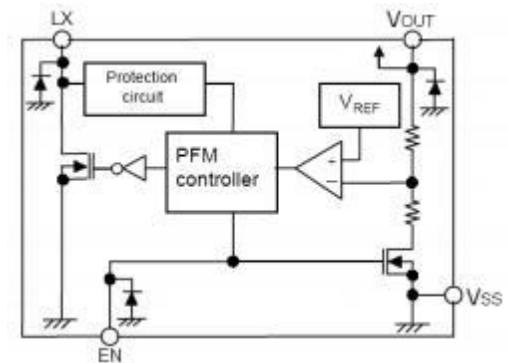 LX
VOUT
Protection
circuit
VREF
PFM
controller
+
−
VSS
EN